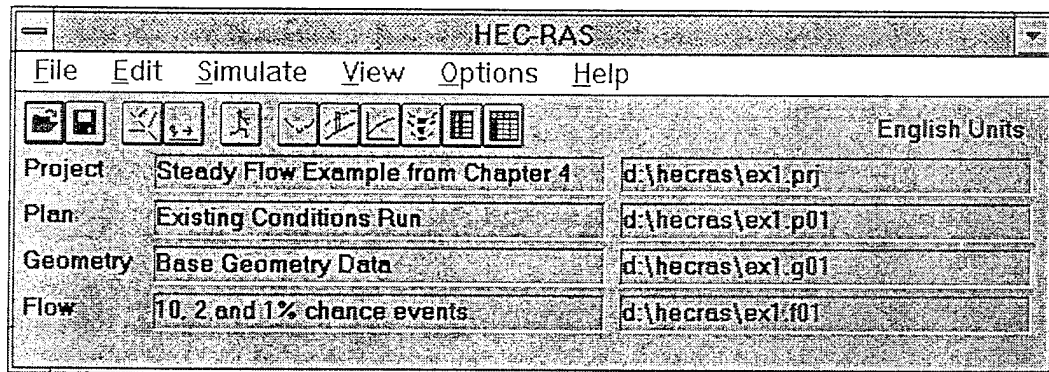 HEC-RAS
File Edit Simulate View Options Help
English Units
Project Steady Flow Example from Chapter 4 d:\hecras\ex1.prj
Plan Existing Conditions Run d:\hecras\ex1.p01
Geometry Base Geometry Data d:\hecras\ex1.g01
Flow 10, 2 and 1% chance events d:\hecras\ex1.f01